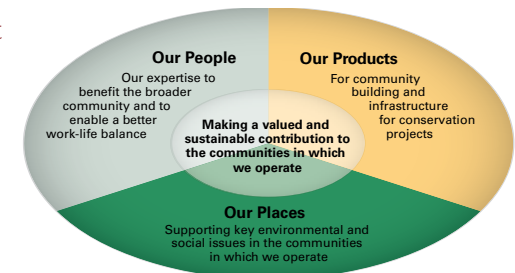 Our People
Our expertise to
benefit the broader
community and to
enable a better
work-life balance
Our Products
For community
building and
infrastructure
for conservation
projects
Making a valued and
sustainable contribution to
the communities in which
we operate
Our Places
Supporting key environmental and
social issues in the communities
in which we operate